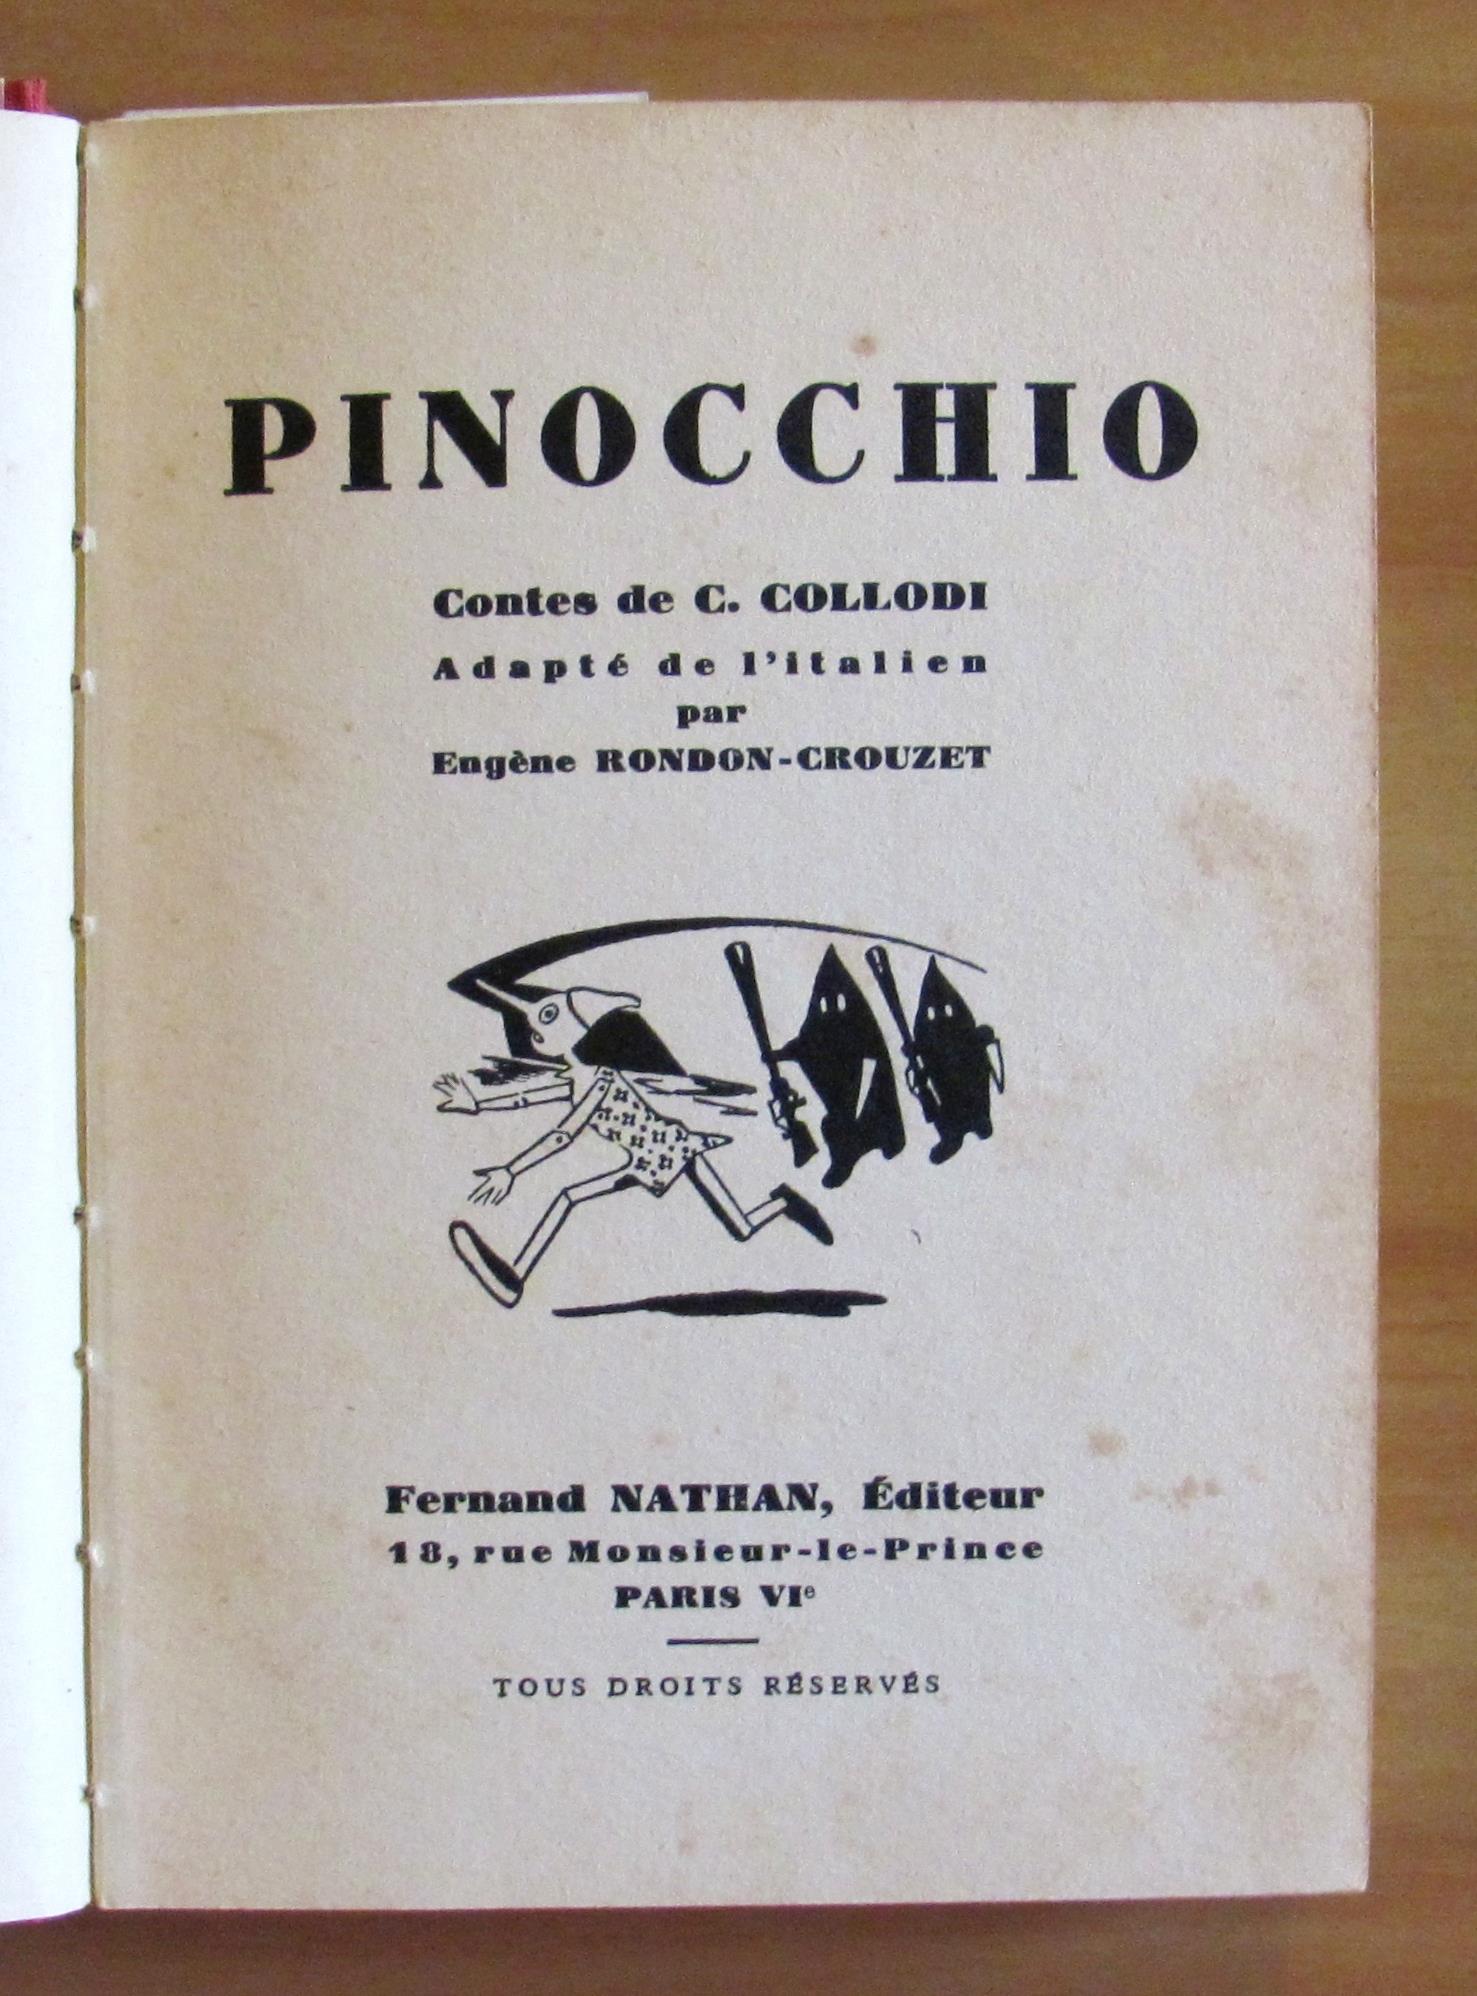 PINOCCHIO
Contes de C. COLLODI
Adapté de l'italien
par
Eugène RONDON-CROUZET
Fernand NATHAN, Éditeur
18, rue Monsieur-le-Prince
PARIS VIe
TOUS DROITS RÉSERVÉS